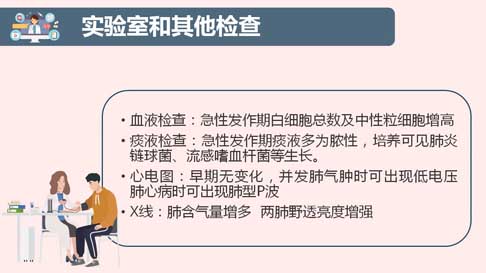 实验室和其他检查
• 血液检查：急性发作期白细胞总数及中性粒细胞增高
• 痰液检查：急性发作期痰液多为脓性，培养可见肺炎
链球菌、流感嗜血杆菌等生长。
• 心电图：早期无变化，并发肺气肿时可出现低电压
肺心病时可出现肺型P波
• X线：肺含气量增多 两肺野透亮度增强